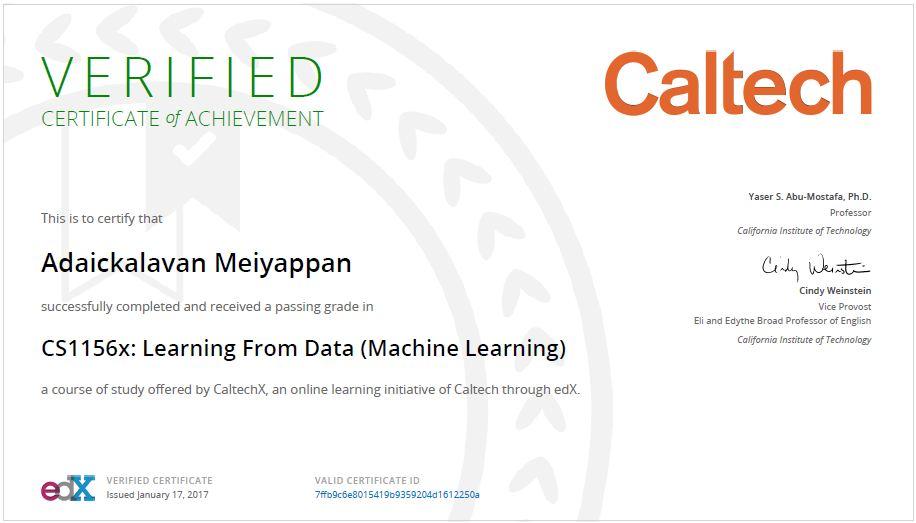 VERIFIED
CERTIFICATE of ACHIEVEMENT
Caltech
This is to certify that
Adaickalavan Meiyappan
successfully completed and received a passing grade in
CS1156x: Learning From Data (Machine Learning)
a course of study offered by CaltechX, an online learning initiative of Caltech through edX.
Yaser S. Abu-Mostafa, Ph.D.
Professor
California Institute of Technology
Cindy Weinstein
Cindy Weinstein
Vice Provost
Eli and Edythe Broad Professor of English
California Institute of Technology
edX
VERIFIED CERTIFICATE
Issued January 17, 2017
VALID CERTIFICATE ID
7ffb9c6e8015419b9359204d1612250a